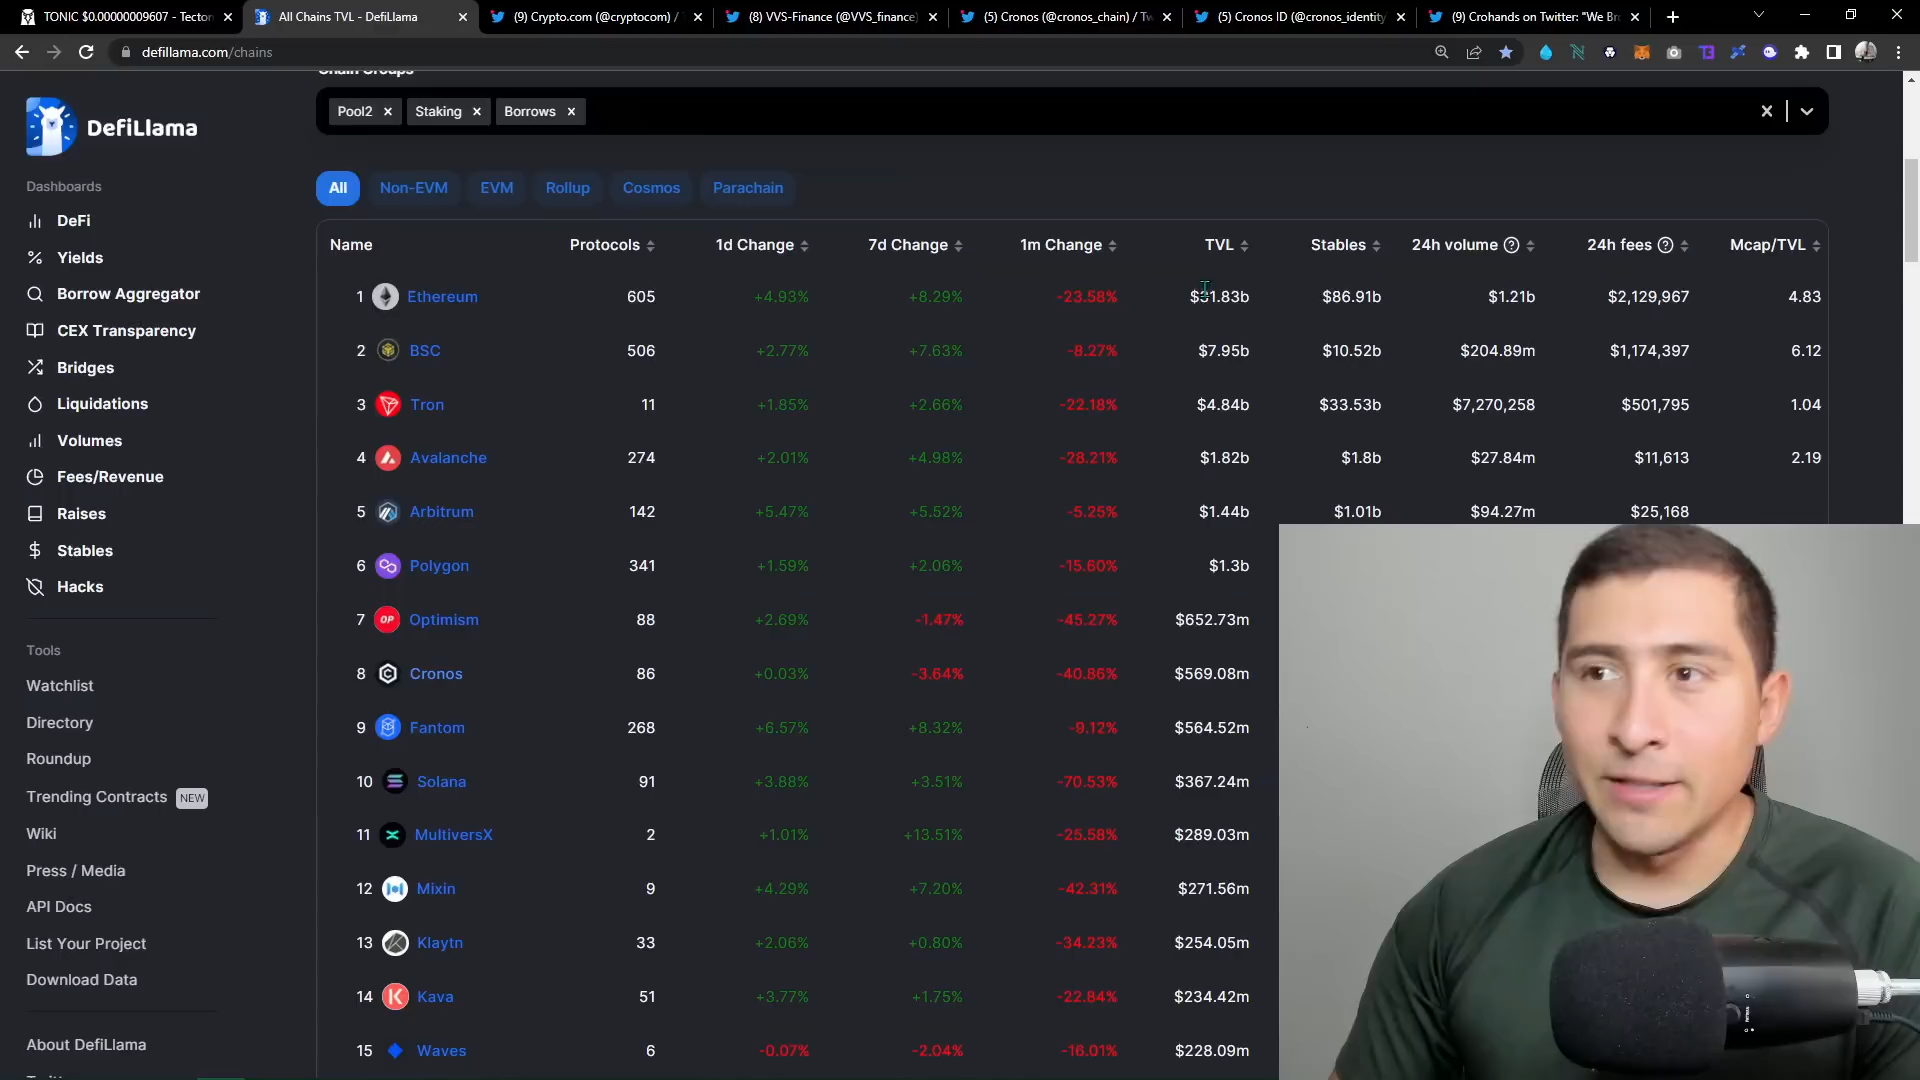 TONIC $0.00000009607 - Tecton
All Chains TVL - DefiLlama
(9) Crypto.com (@cryptocom) /
(8) VVS-Finance (@VVS_finance)
(5) Cronos (@cronos_chain) / Tw
(5) Cronos ID (@cronos_identity
(9) Crohands on Twitter: "We Br
defillama.com/chains
Chain Groups
Pool2 Staking Borrows
DefiLlama
All Non-EVM EVM Rollup Cosmos Parachain
Dashboards
DeFi
Yields
Borrow Aggregator
CEX Transparency
Bridges
Liquidations
Volumes
Fees/Revenue
Raises
Stables
Hacks
Tools
Watchlist
Directory
Roundup
Trending Contracts NEW
Wiki
Press / Media
API Docs
List Your Project
Download Data
About DefiLlama
Name Protocols 1d Change 7d Change 1m Change TVL Stables 24h volume 24h fees Mcap/TVL
1 Ethereum 605 +4.93% +8.29% -23.58% $31.83b $86.91b $1.21b $2,129,967 4.83
2 BSC 506 +2.77% +7.63% -8.27% $7.95b $10.52b $204.89m $1,174,397 6.12
3 Tron 11 +1.85% +2.66% -22.18% $4.84b $33.53b $7,270,258 $501,795 1.04
4 Avalanche 274 +2.01% +4.98% -28.21% $1.82b $1.8b $27.84m $11,613 2.19
5 Arbitrum 142 +5.47% +5.52% -5.25% $1.44b $1.01b $94.27m $25,168
6 Polygon 341 +1.59% +2.06% -15.60% $1.3b
7 OP Optimism 88 +2.69% -1.47% -45.27% $652.73m
8 Cronos 86 +0.03% -3.64% -40.86% $569.08m
9 Fantom 268 +6.57% +8.32% -9.12% $564.52m
10 Solana 91 +3.88% +3.51% -70.53% $367.24m
11 MultiversX 2 +1.01% +13.51% -25.58% $289.03m
12 Mixin 9 +4.29% +7.20% -42.31% $271.56m
13 Klaytn 33 +2.06% +0.80% -34.23% $254.05m
14 Kava 51 +3.77% +1.75% -22.84% $234.42m
15 Waves 6 -0.07% -2.04% -16.01% $228.09m